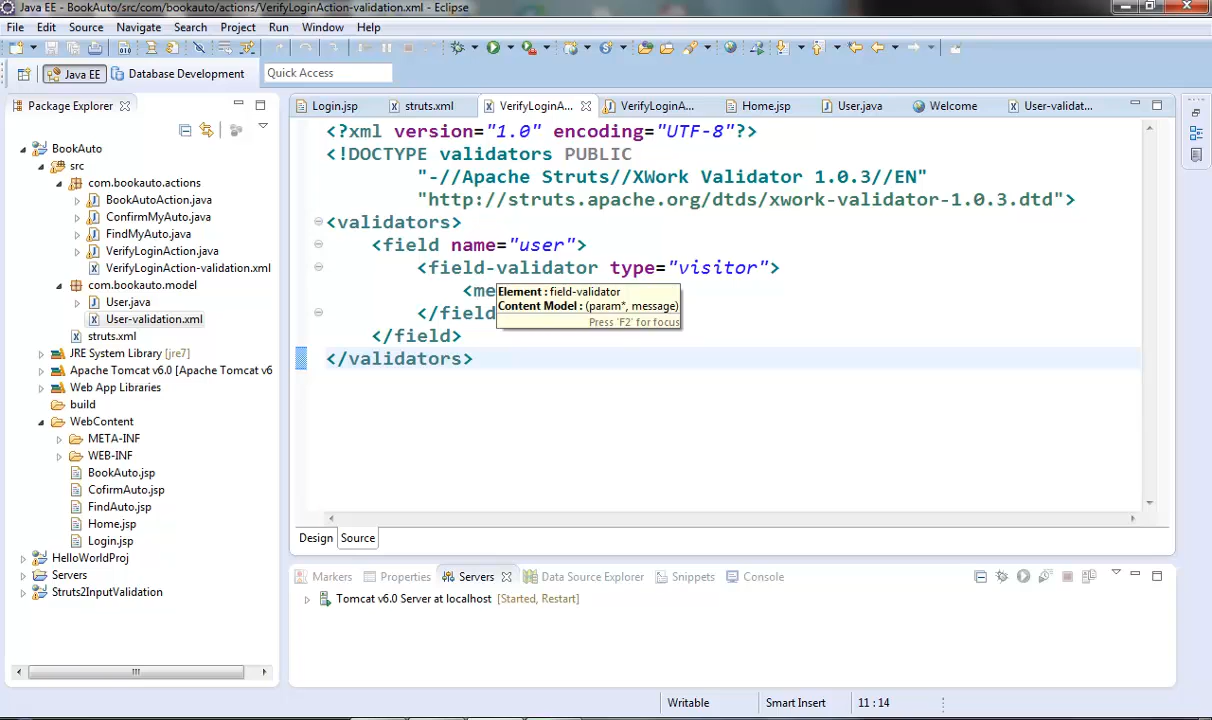 Java EE - BookAuto/src/com/bookauto/actions/VerifyLoginAction-validation.xml - Eclipse
File Edit Source Navigate Search Project Run Window Help
Java EE Database Development Quick Access
Package Explorer
BookAuto
src
com.bookauto.actions
BookAutoAction.java
ConfirmMyAuto.java
FindMyAuto.java
VerifyLoginAction.java
VerifyLoginAction-validation.xml
com.bookauto.model
User.java
User-validation.xml
struts.xml
JRE System Library [jre7]
Apache Tomcat v6.0 [Apache Tomcat v6
Web App Libraries
build
WebContent
META-INF
WEB-INF
BookAuto.jsp
CofirmAuto.jsp
FindAuto.jsp
Home.jsp
Login.jsp
HelloWorldProj
Servers
Struts2InputValidation
Login.jsp struts.xml VerifyLoginA... VerifyLoginA... Home.jsp User.java Welcome User-validat...
<?xml version="1.0" encoding="UTF-8"?>
<!DOCTYPE validators PUBLIC
"-//Apache Struts//XWork Validator 1.0.3//EN"
"http://struts.apache.org/dtds/xwork-validator-1.0.3.dtd">
<validators>
<field name="user">
<field-validator type="visitor">
<me
</field
</field>
</validators>
Element : field-validator
Content Model : (param*, message)
Press 'F2' for focus
Design Source
Markers Properties Servers Data Source Explorer Snippets Console
Tomcat v6.0 Server at localhost [Started, Restart]
Writable Smart Insert 11 : 14